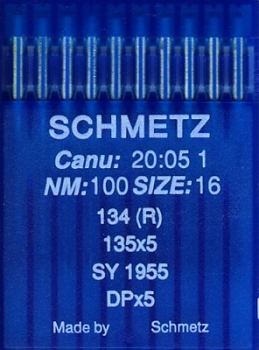 SCHMETZ
Canu: 20:05 1
NM:100 SIZE:16
134 (R)
135x5
SY 1955
DPx5
Made by Schmetz